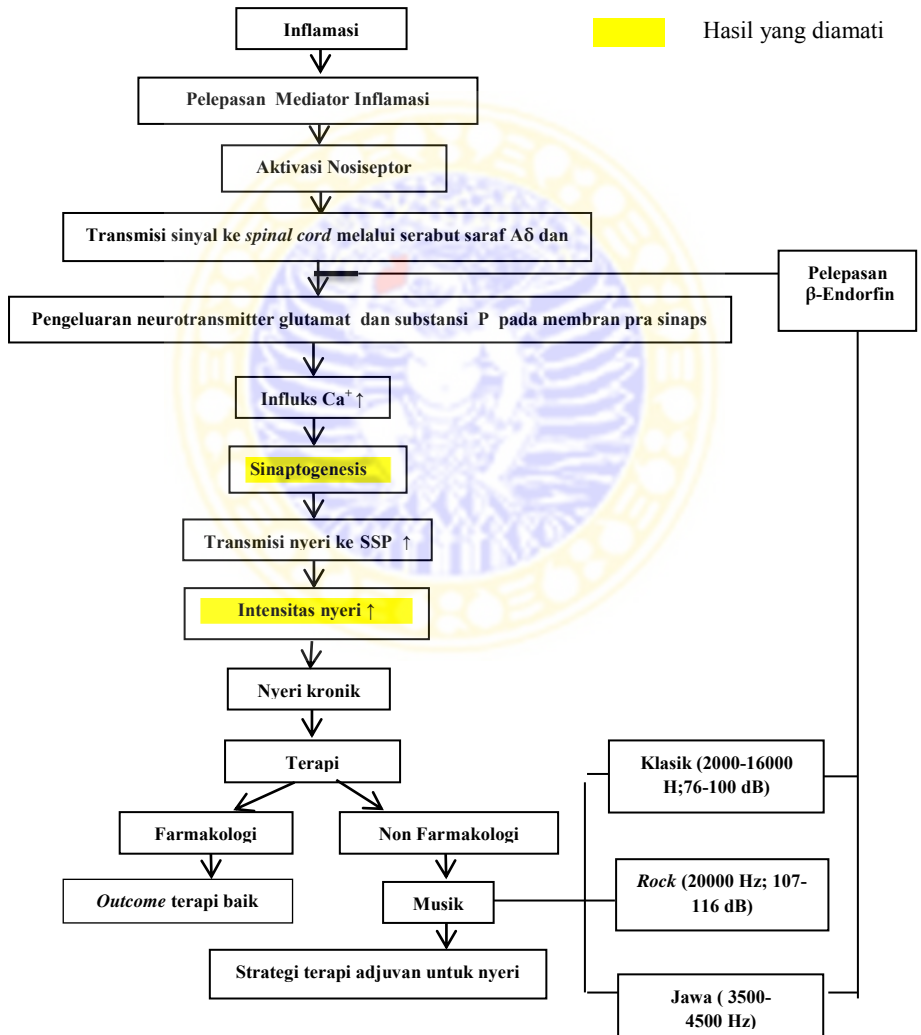 Inflamasi
Hasil yang diamati
Pelepasan Mediator Inflamasi
Aktivasi Nosiseptor
Transmisi sinyal ke spinal cord melalui serabut saraf Aδ dan
Pelepasan
β-Endorfin
Pengeluaran neurotransmitter glutamat dan substansi P pada membran pra sinaps
Influks Ca⁺ ↑
Sinaptogenesis
Transmisi nyeri ke SSP ↑
Intensitas nyeri ↑
Nyeri kronik
Terapi
Klasik (2000-16000
H;76-100 dB)
Farmakologi
Non Farmakologi
Outcome terapi baik
Musik
Rock (20000 Hz; 107-
116 dB)
Strategi terapi adjuvan untuk nyeri
Jawa ( 3500-
4500 Hz)